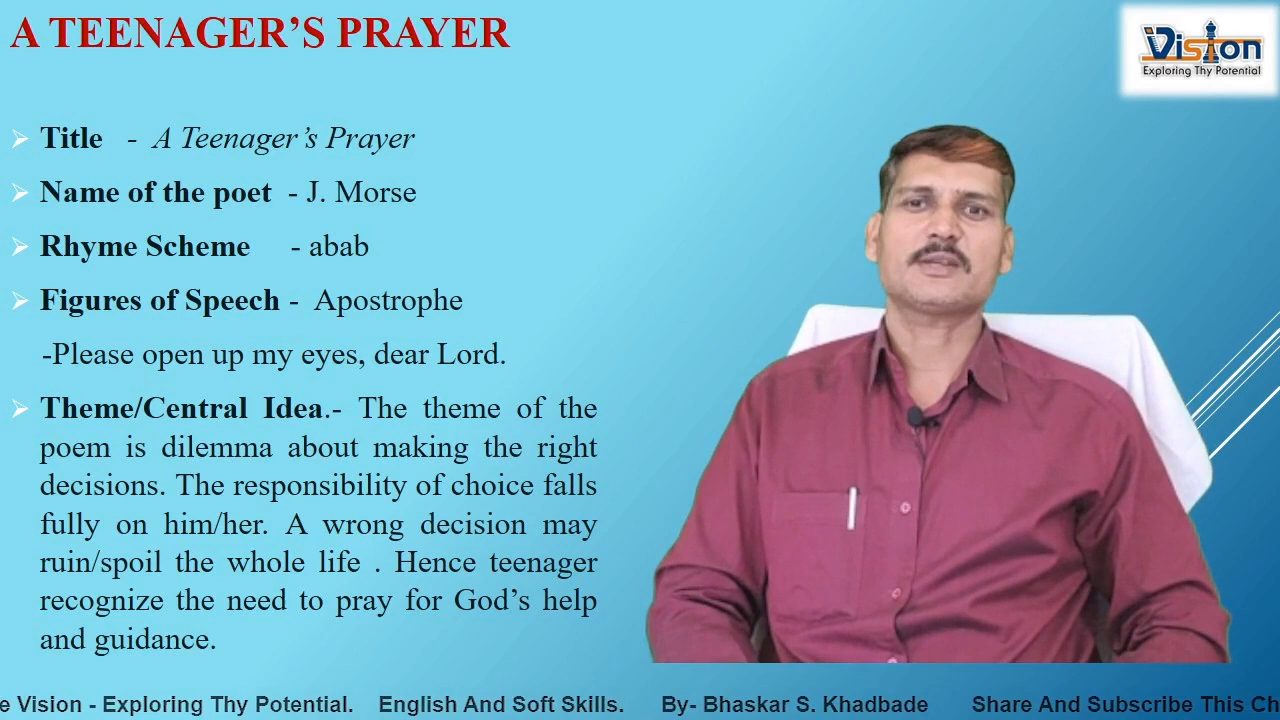 A TEENAGER’S PRAYER
Vision
Exploring Thy Potential
Title - A Teenager’s Prayer
Name of the poet - J. Morse
Rhyme Scheme - abab
Figures of Speech - Apostrophe
-Please open up my eyes, dear Lord.
Theme/Central Idea.- The theme of the
poem is dilemma about making the right
decisions. The responsibility of choice falls
fully on him/her. A wrong decision may
ruin/spoil the whole life . Hence teenager
recognize the need to pray for God’s help
and guidance.
e Vision - Exploring Thy Potential. English And Soft Skills. By- Bhaskar S. Khadbade Share And Subscribe This Ch